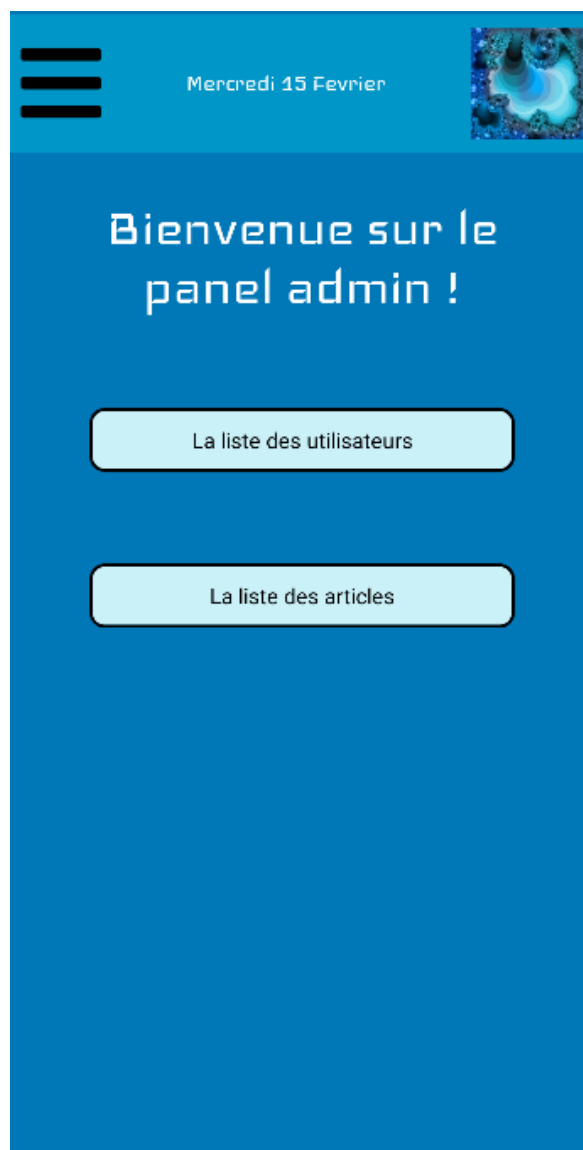 Mercredi 15 Fevrier
Bienvenue sur le
panel admin !
La liste des utilisateurs
La liste des articles